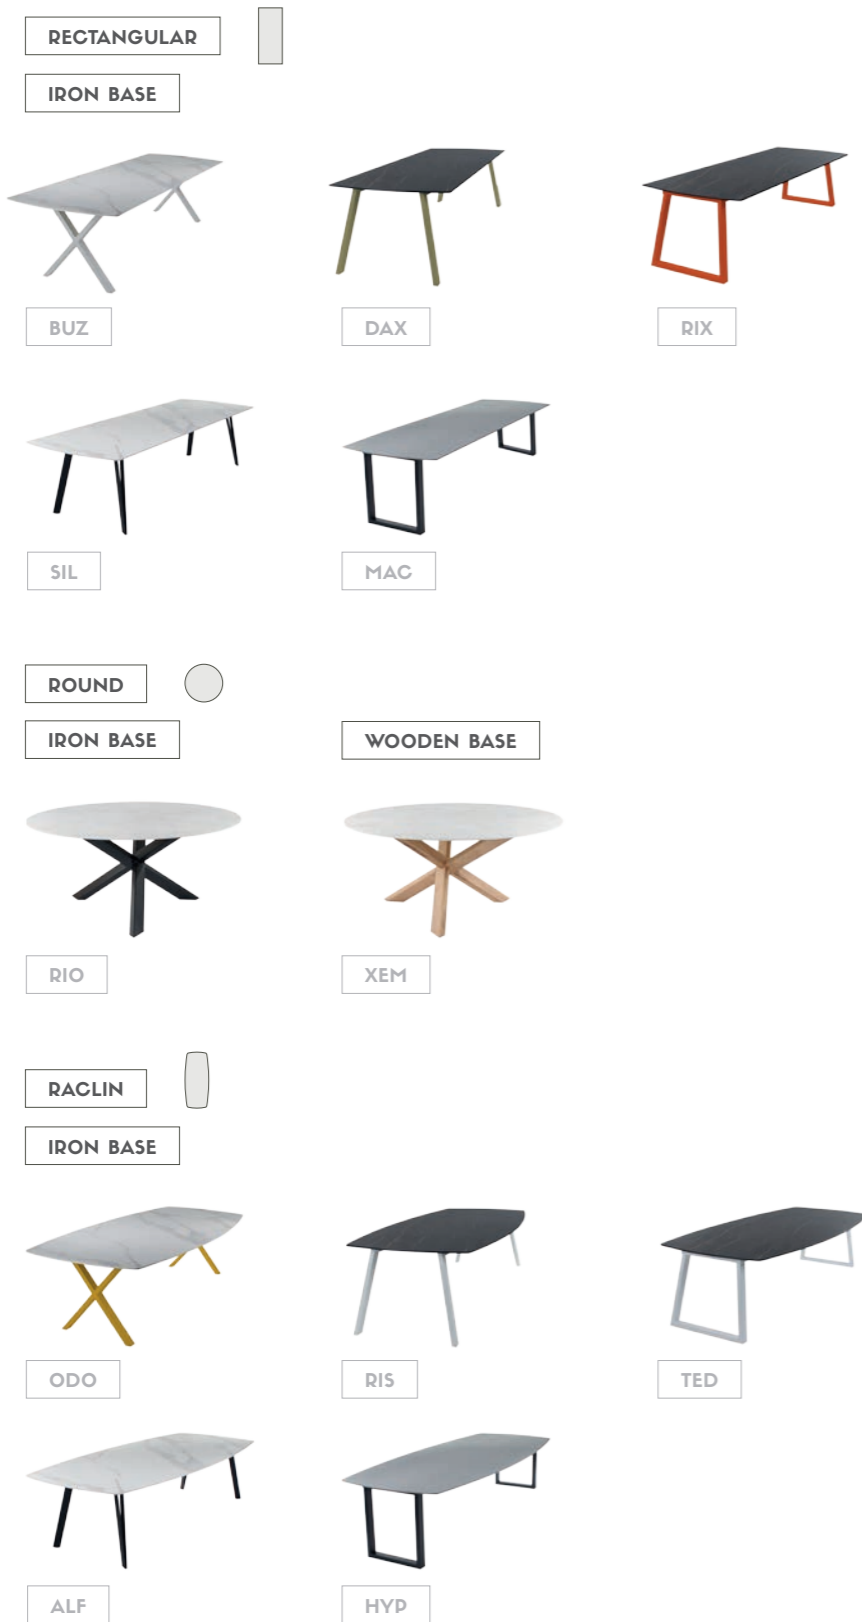 RECTANGULAR
IRON BASE
BUZ
DAX
RIX
SIL
MAC
ROUND
IRON BASE
WOODEN BASE
RIO
XEM
RACLIN
IRON BASE
ODO
RIS
TED
ALF
HYP